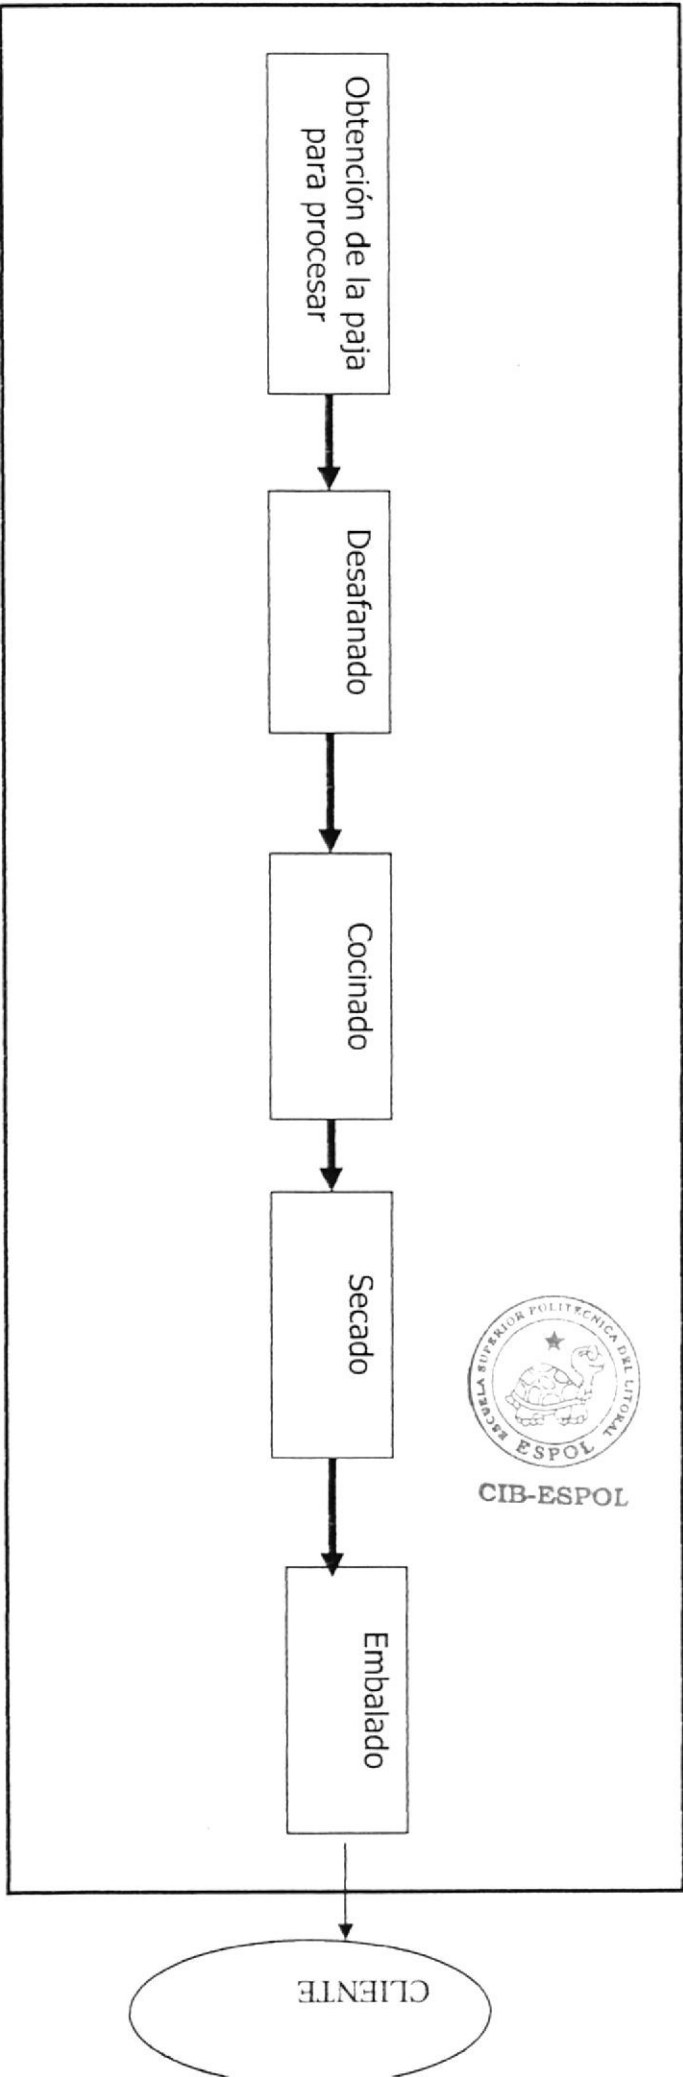 Obtención de la paja
para procesar
Desafanado
Cocinado
Secado
Embalado
CLIENTE
ESCUELA SUPERIOR POLITECNICA DEL LITORAL
ESPOL
CIB-ESPOL